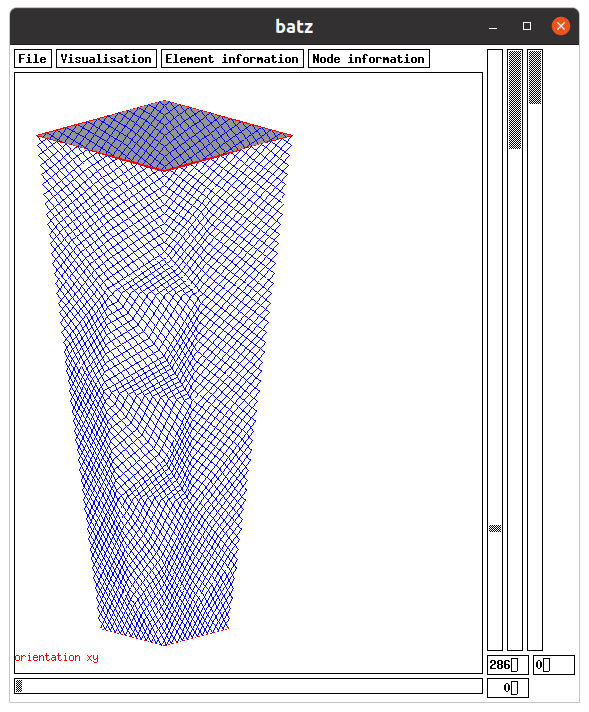 batz
File Visualisation Element information Node information
orientation xy
286 0
0